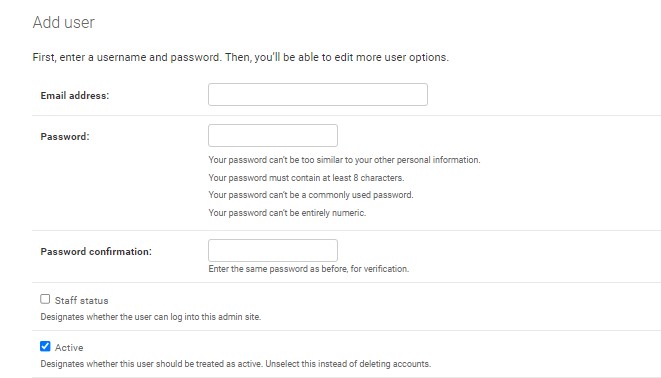 Add user
First, enter a username and password. Then, you'll be able to edit more user options.
Email address:
Password:
Your password can't be too similar to your other personal information.
Your password must contain at least 8 characters.
Your password can't be a commonly used password.
Your password can't be entirely numeric.
Password confirmation:
Enter the same password as before, for verification.
Staff status
Designates whether the user can log into this admin site.
Active
Designates whether this user should be treated as active. Unselect this instead of deleting accounts.